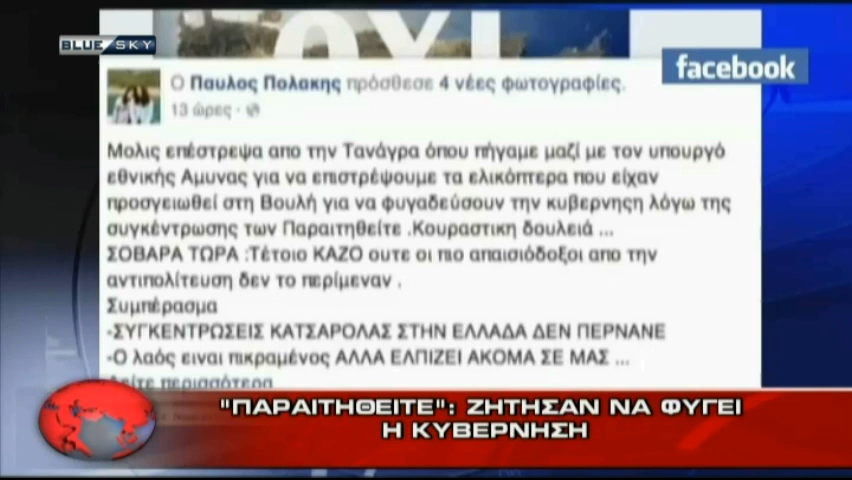 BLUE SKY
ΟΧΙ
facebook
Ο Παυλος Πολακης πρόσθεσε 4 νέες φωτογραφίες.
13 ώρες ·
Μολις επέστρεψα απο την Τανάγρα όπου πήγαμε μαζί με τον υπουργό
εθνικής Αμυνας για να επιστρέψουμε τα ελικόπτερα που είχαν
προσγειωθεί στη Βουλή για να φυγαδεύσουν την κυβερνηςη λόγω της
συγκέντρωσης των Παραιτηθείτε .Κουραστικη δουλειά ...
ΣΟΒΑΡΑ ΤΩΡΑ :Τέτοιο ΚΑΖΟ ουτε οι πιο απαισιόδοξοι απο την
αντιπολίτευση δεν το περίμεναν .
Συμπέρασμα
-ΣΥΓΚΕΝΤΡΩΣΕΙΣ ΚΑΤΣΑΡΟΛΑΣ ΣΤΗΝ ΕΛΛΑΔΑ ΔΕΝ ΠΕΡΝΑΝΕ
-Ο λαός ειναι πικραμένος ΑΛΛΑ ΕΛΠΙΖΕΙ ΑΚΟΜΑ ΣΕ ΜΑΣ ...
Δείτε περισσότερα
"ΠΑΡΑΙΤΗΘΕΙΤΕ": ΖΗΤΗΣΑΝ ΝΑ ΦΥΓΕΙ
Η ΚΥΒΕΡΝΗΣΗ